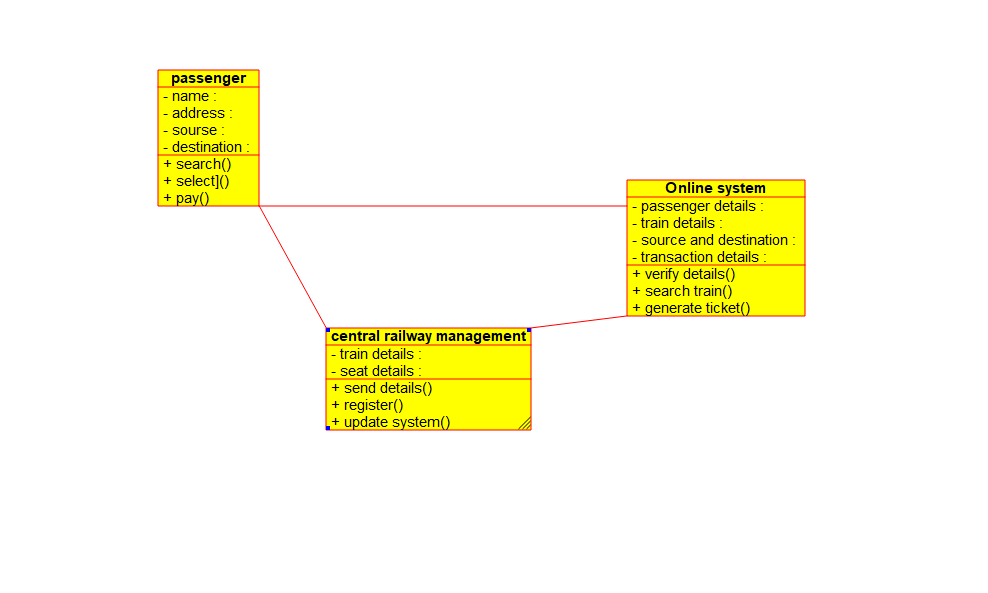 passenger
- name :
- address :
- sourse :
- destination :
+ search()
+ select]()
+ pay()
Online system
- passenger details :
- train details :
- source and destination :
- transaction details :
+ verify details()
+ search train()
+ generate ticket()
central railway management
- train details :
- seat details :
+ send details()
+ register()
+ update system()